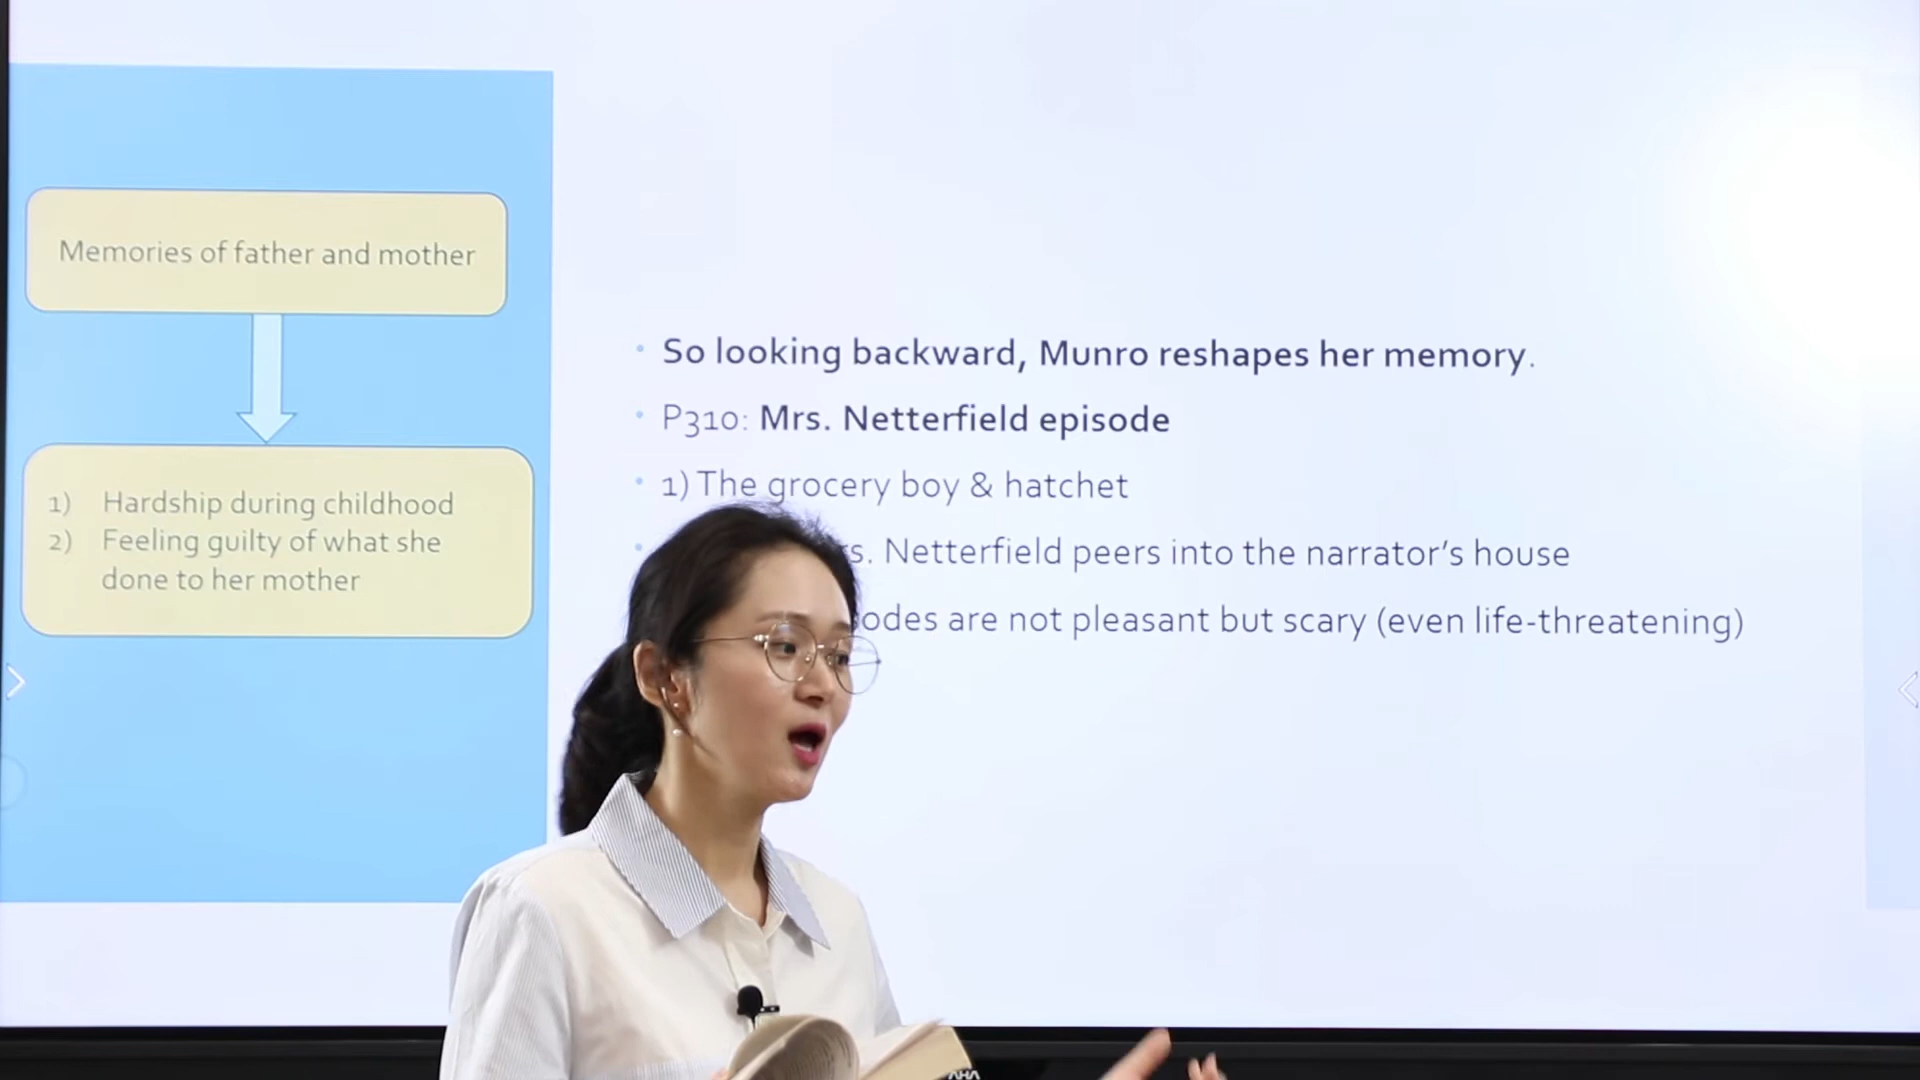 Memories of father and mother
1) Hardship during childhood
2) Feeling guilty of what she
done to her mother
• So looking backward, Munro reshapes her memory.
• P310: Mrs. Netterfield episode
• 1) The grocery boy & hatchet
• Netterfield peers into the narrator's house
are not pleasant but scary (even life-threatening)